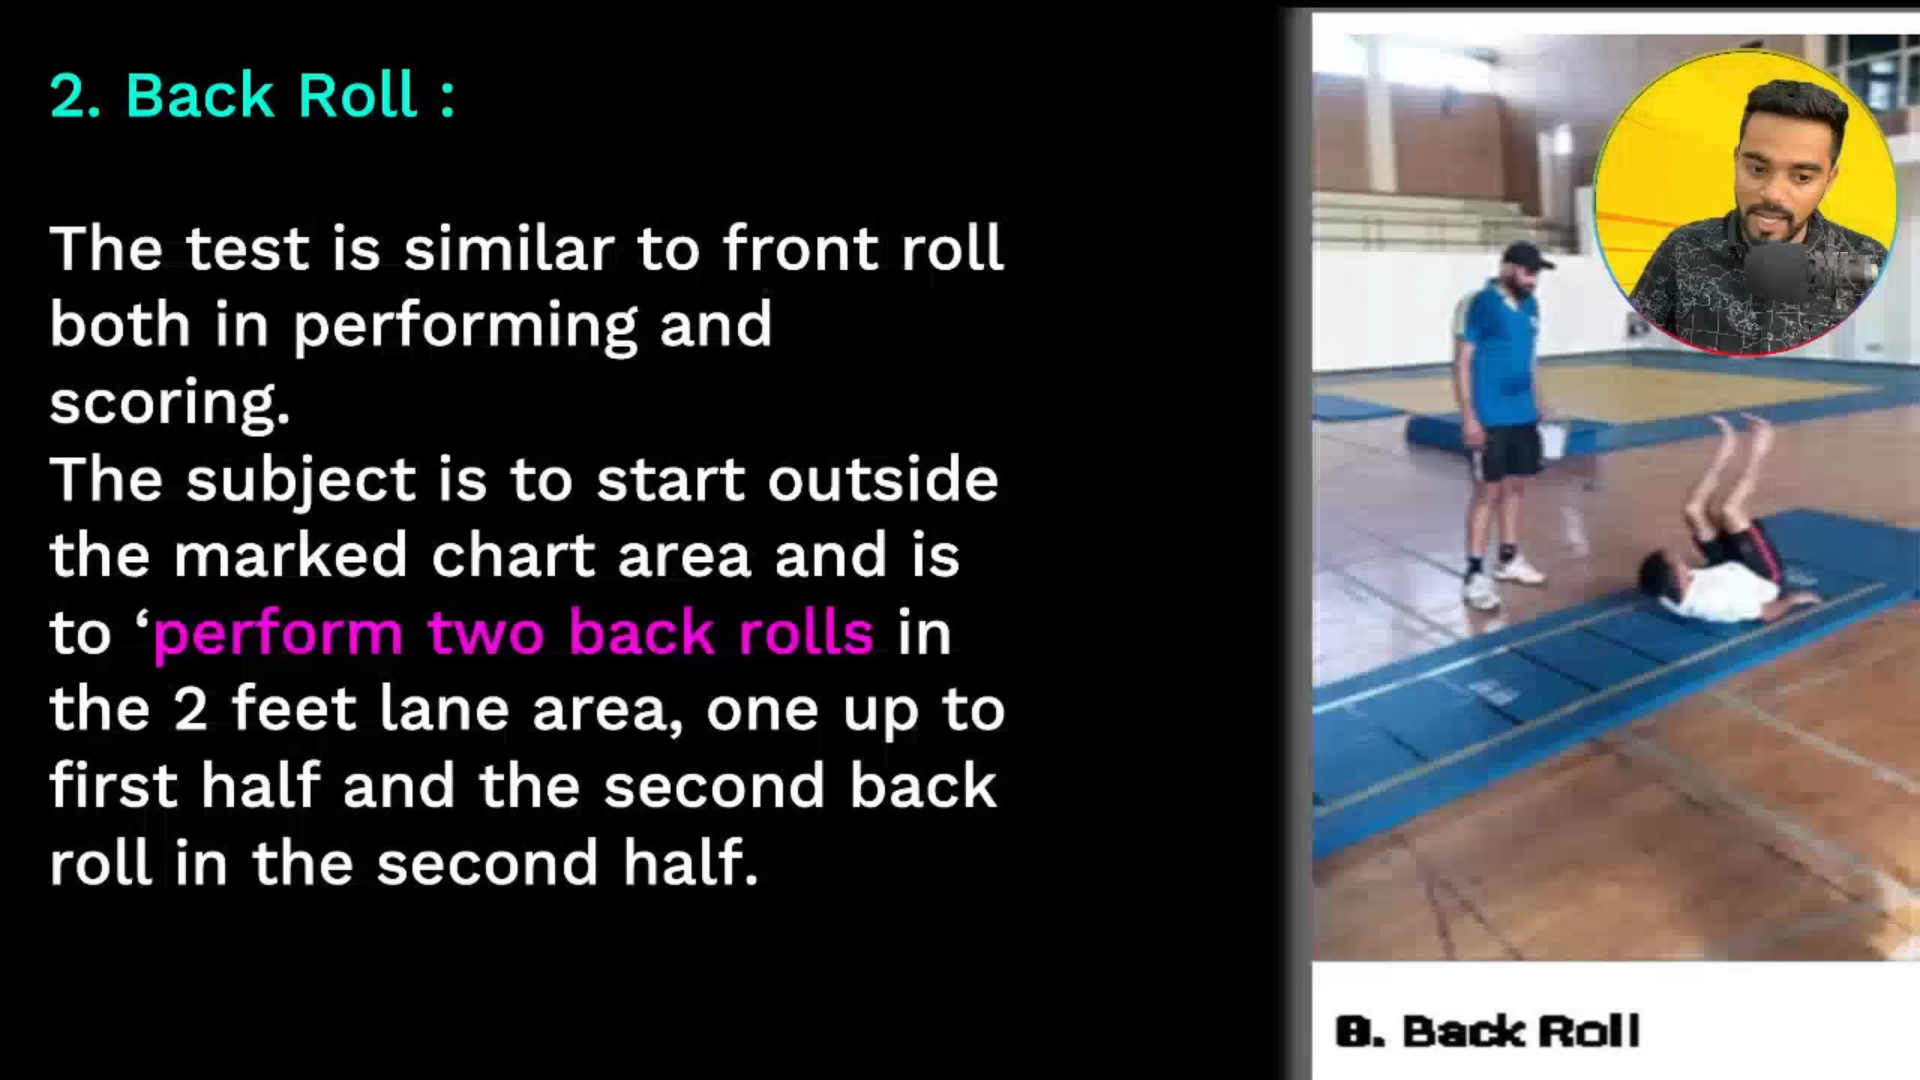 2. Back Roll :
The test is similar to front roll
both in performing and
scoring.
The subject is to start outside
the marked chart area and is
to ‘perform two back rolls in
the 2 feet lane area, one up to
first half and the second back
roll in the second half.
B. Back Roll